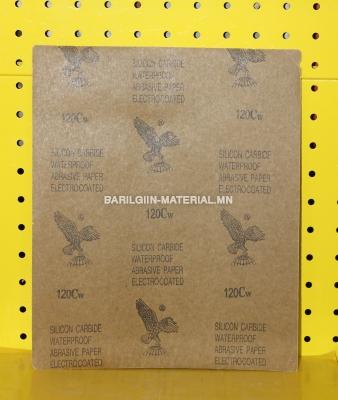 SILICON CARBIDE
WATERPROOF
ABRASIVE PAPER
ELECTROCOATED
120Cw
120Cw
®
SILICON CARBIDE
WATERPROOF
ABRASIVE PAPER
ELECTROCOATED
SILICON CARBIDE
WATERPROOF
ABRASIVE PAPER
ELECTROCOATED
BARILGIIN-MATERIAL.MN
120Cw
SILICON CARBIDE
WATERPROOF
ABRASIVE PAPER
ELECTROCOATED
120Cw
120Cw
SILICON CARBIDE
WATERPROOF
ABRASIVE PAPER
ELECTROCOATED
SILICON CARBIDE
WATERPROOF
ABRASIVE PAPER
ELECTROCOATED